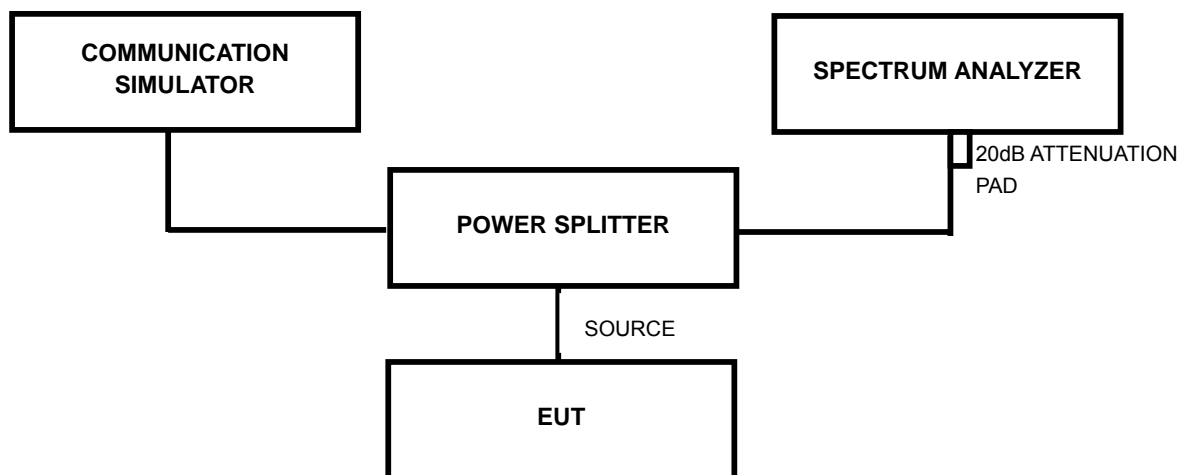 COMMUNICATION
SIMULATOR
SPECTRUM ANALYZER
20dB ATTENUATION
PAD
POWER SPLITTER
SOURCE
EUT